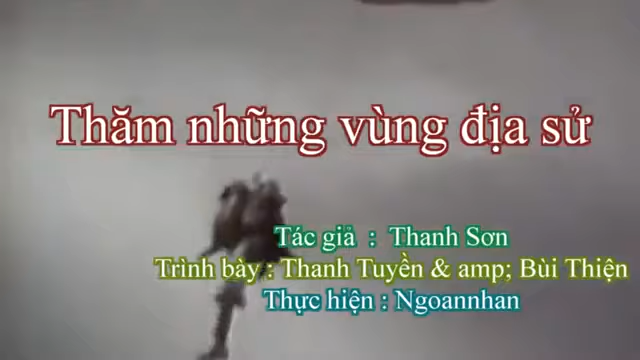 Thăm những vùng địa sử
Tác giả : Thanh Sơn
Trình bày : Thanh Tuyền & amp; Bùi Thiện
Thực hiện : Ngoannhan